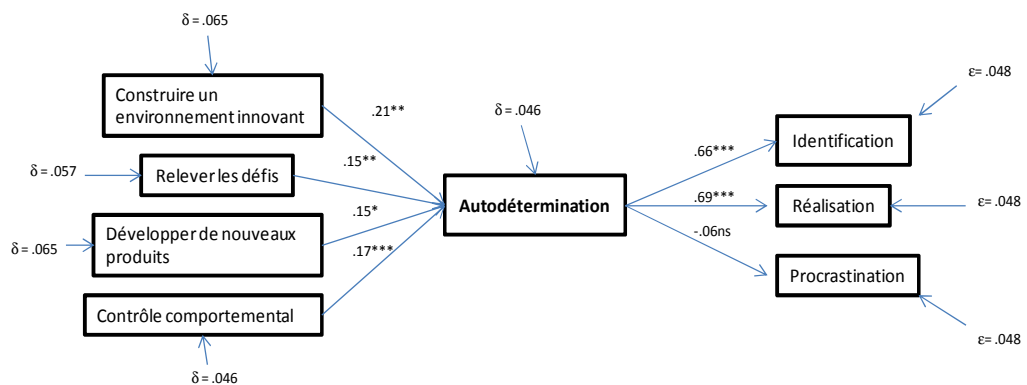 δ = .065
Construire un
environnement innovant
.21**
δ = .057
Relever les défis
.15**
δ = .065
Développer de nouveaux
produits
.15*
Contrôle comportemental
.17***
δ = .046
δ = .046
Autodétermination
.66***
Identification
ε= .048
.69***
Réalisation
ε= .048
-.06ns
Procrastination
ε= .048